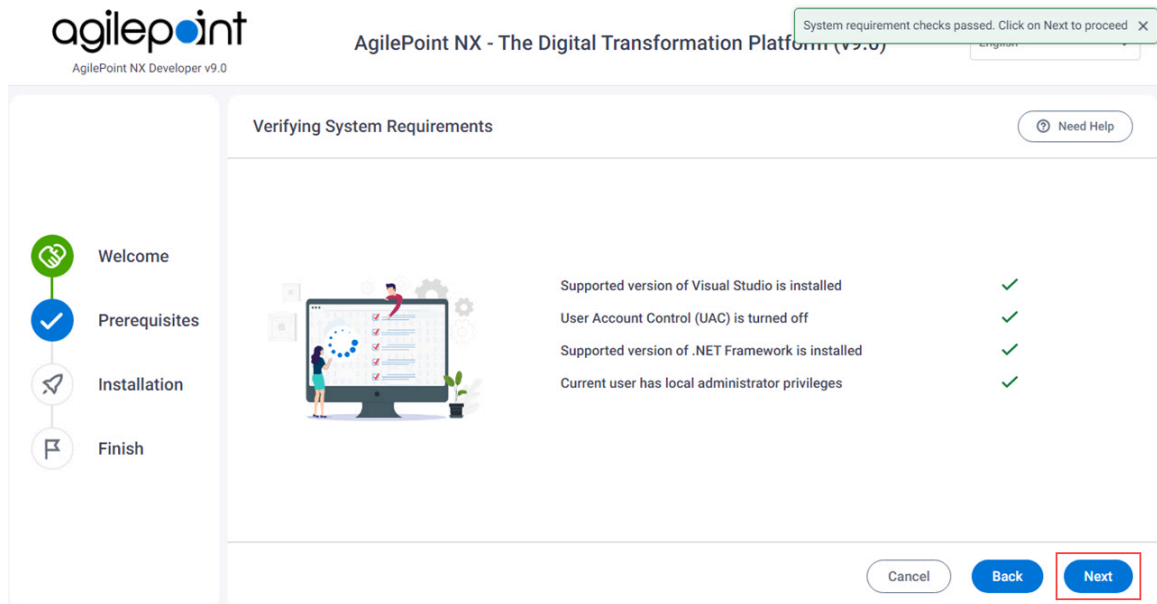 agilepoint
AgilePoint NX Developer v9.0
AgilePoint NX - The Digital Transformation Platform (v9.0)
System requirement checks passed. Click on Next to proceed
English
Verifying System Requirements
Need Help
Welcome
Prerequisites
Installation
Finish
Supported version of Visual Studio is installed
User Account Control (UAC) is turned off
Supported version of .NET Framework is installed
Current user has local administrator privileges
Cancel
Back
Next